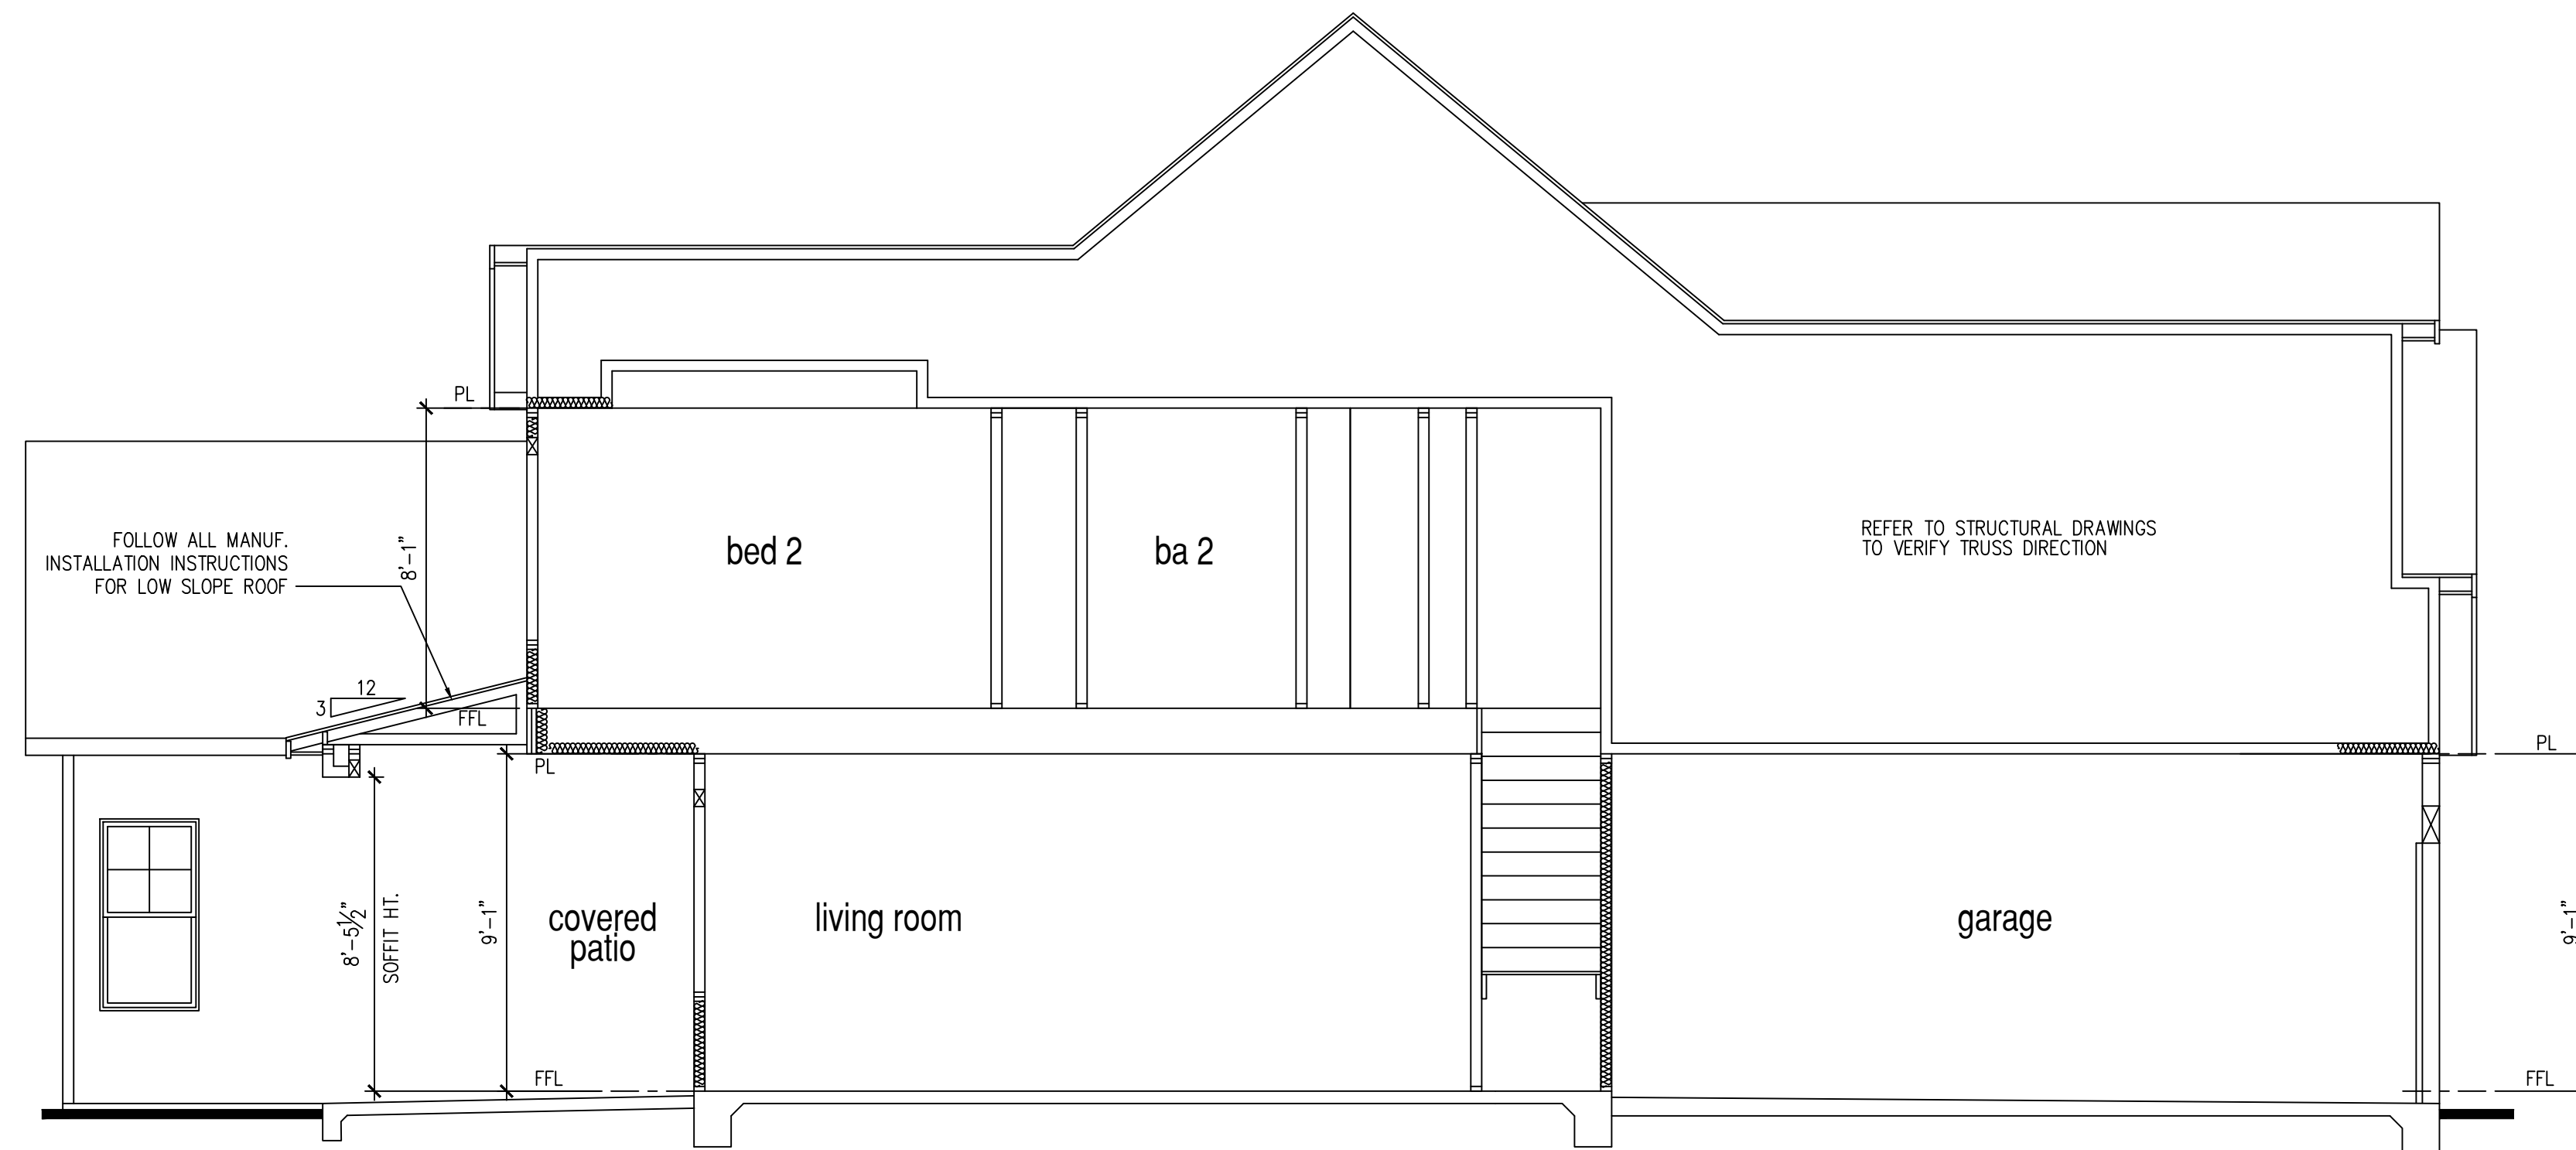 PL
FOLLOW ALL MANUF.
INSTALLATION INSTRUCTIONS
FOR LOW SLOPE ROOF
8'-1"
bed 2
ba 2
REFER TO STRUCTURAL DRAWINGS
TO VERIFY TRUSS DIRECTION
12
3
FFL
PL
PL
8'-5½"
SOFFIT HT.
9'-1"
covered
patio
living room
garage
9'-1"
FFL
FFL